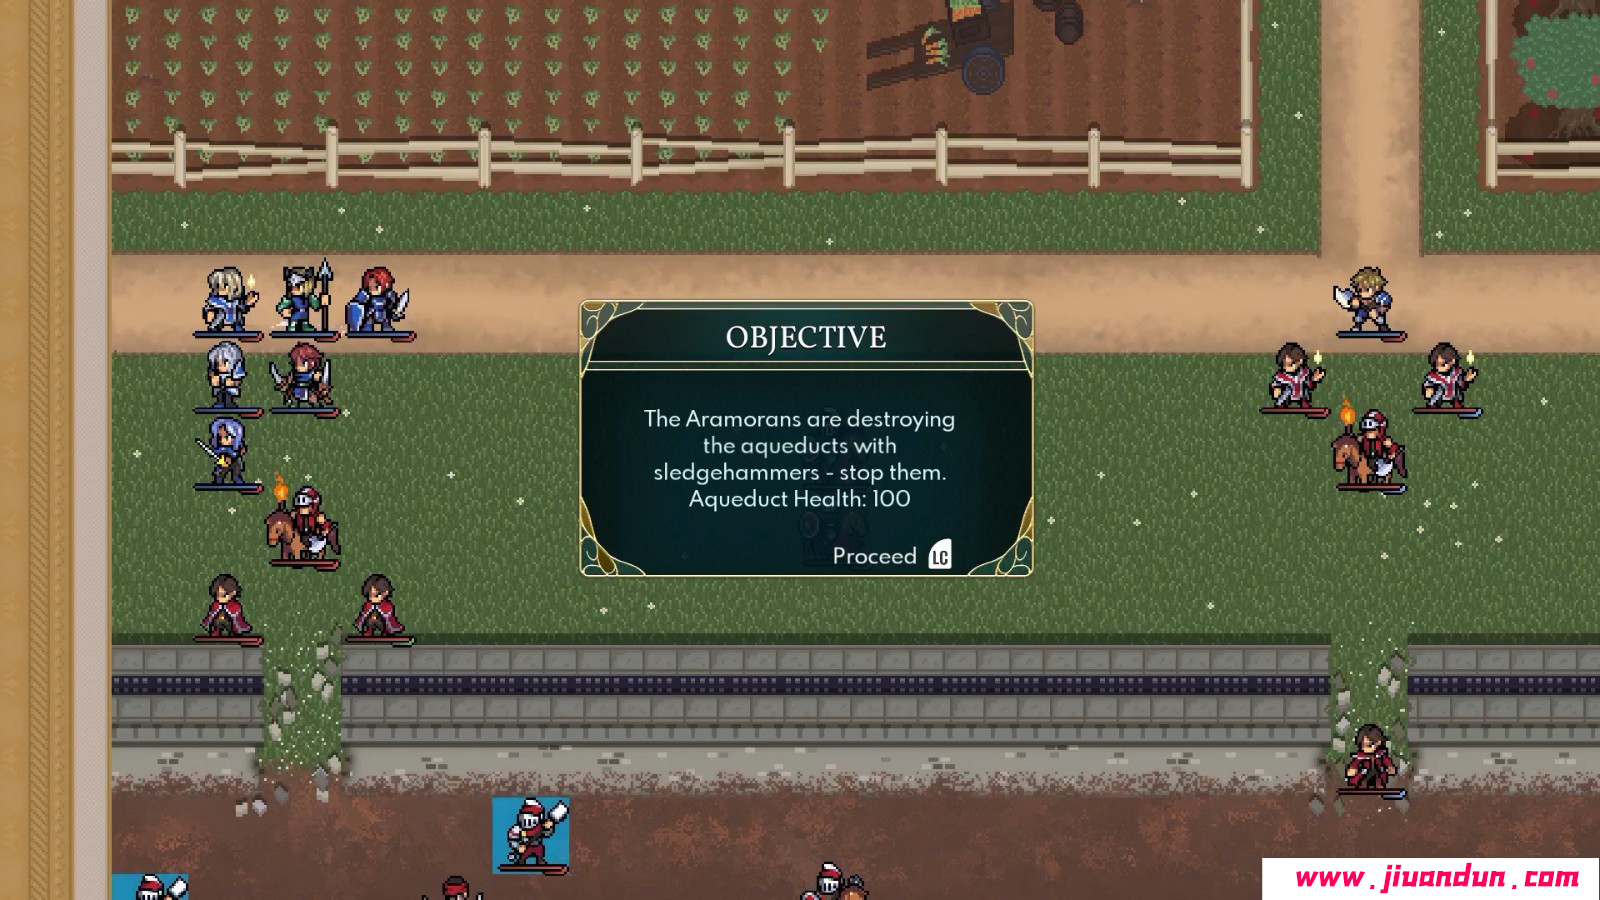 OBJECTIVE
The Aramorans are destroying
the aqueducts with
sledgehammers - stop them.
Aqueduct Health: 100
Proceed LC
www.jiuandun.com